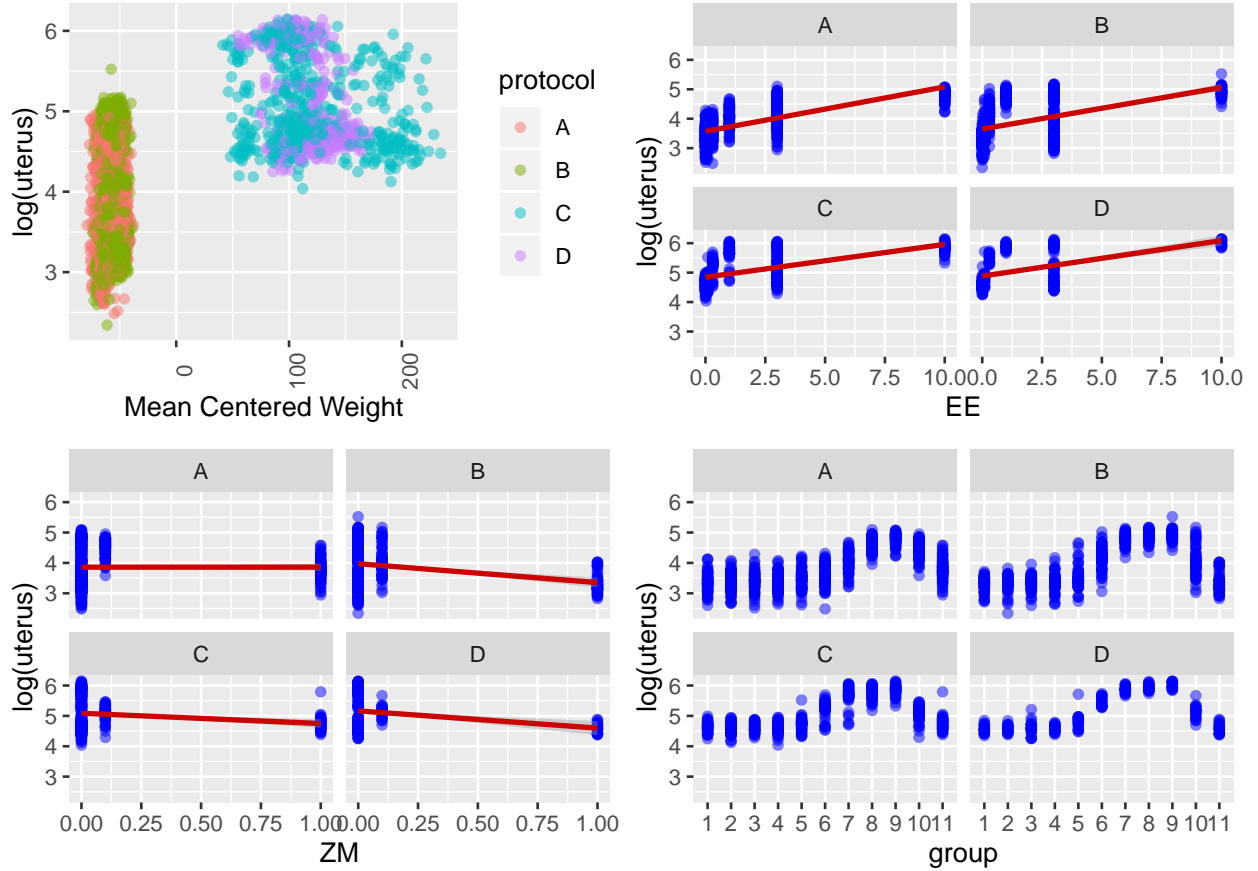 6
5
4
3
log(uterus)
0
100
200
Mean Centered Weight
protocol
A
B
C
D
A
B
5
6
4
3
C
D
6
5
4
3
log(uterus)
0.0
2.5
5.0
7.5
10.0
0.0
2.5
5.0
7.5
10.0
EE
A
B
6
5
4
3
C
D
6
5
4
3
log(uterus)
0.00
0.25
0.50
0.75
1.00
0.00
0.25
0.50
0.75
1.00
ZM
A
B
6
5
4
3
C
D
6
5
4
3
log(uterus)
1 2 3 4 5 6 7 8 9 10 11
1 2 3 4 5 6 7 8 9 10 11
group